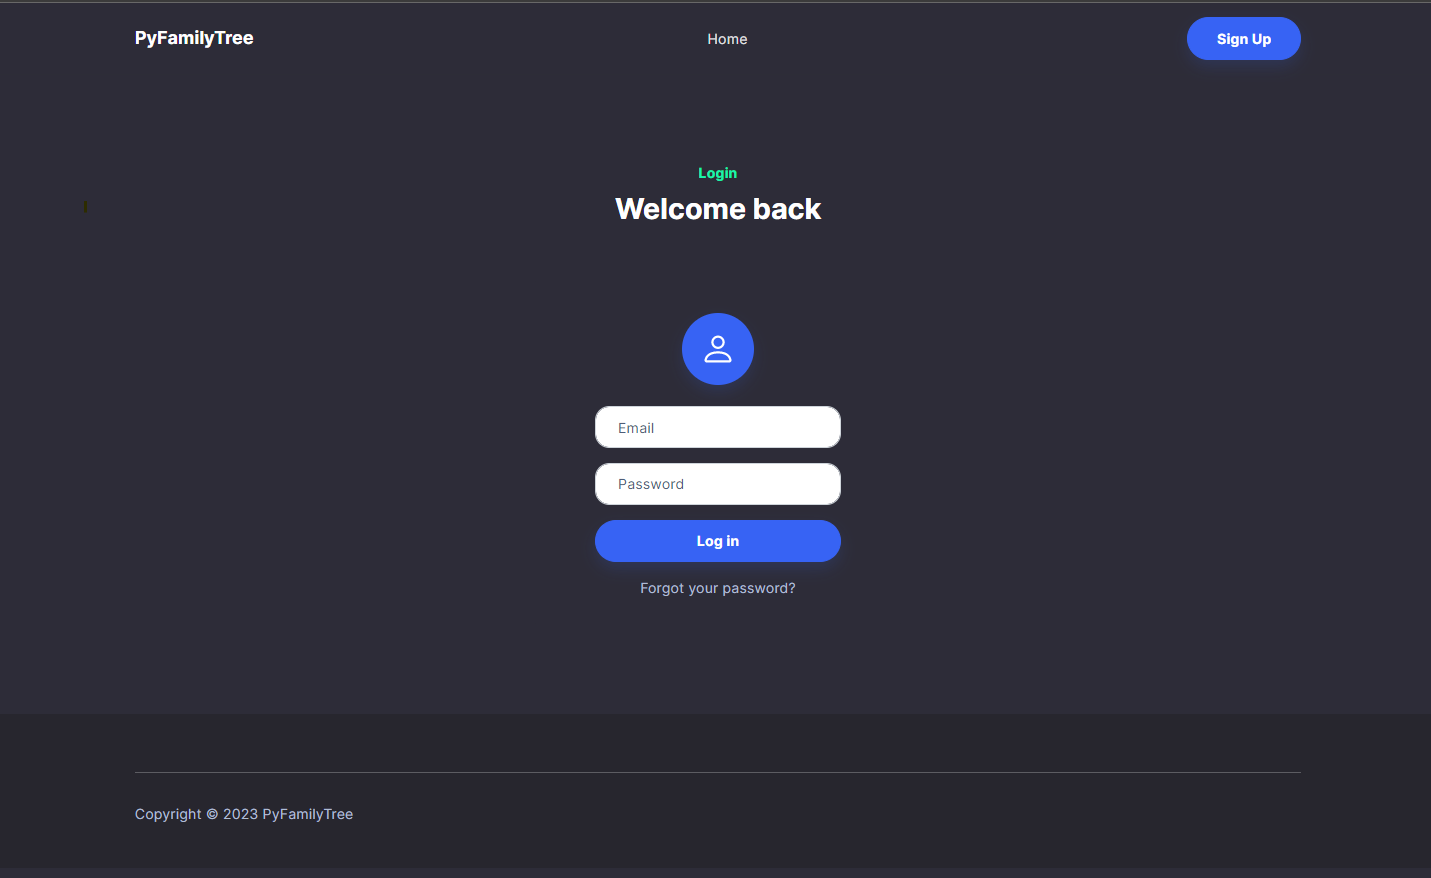 PyFamilyTree
Home
Sign Up
Login
Welcome back
Email
Password
Log in
Forgot your password?
Copyright © 2023 PyFamilyTree